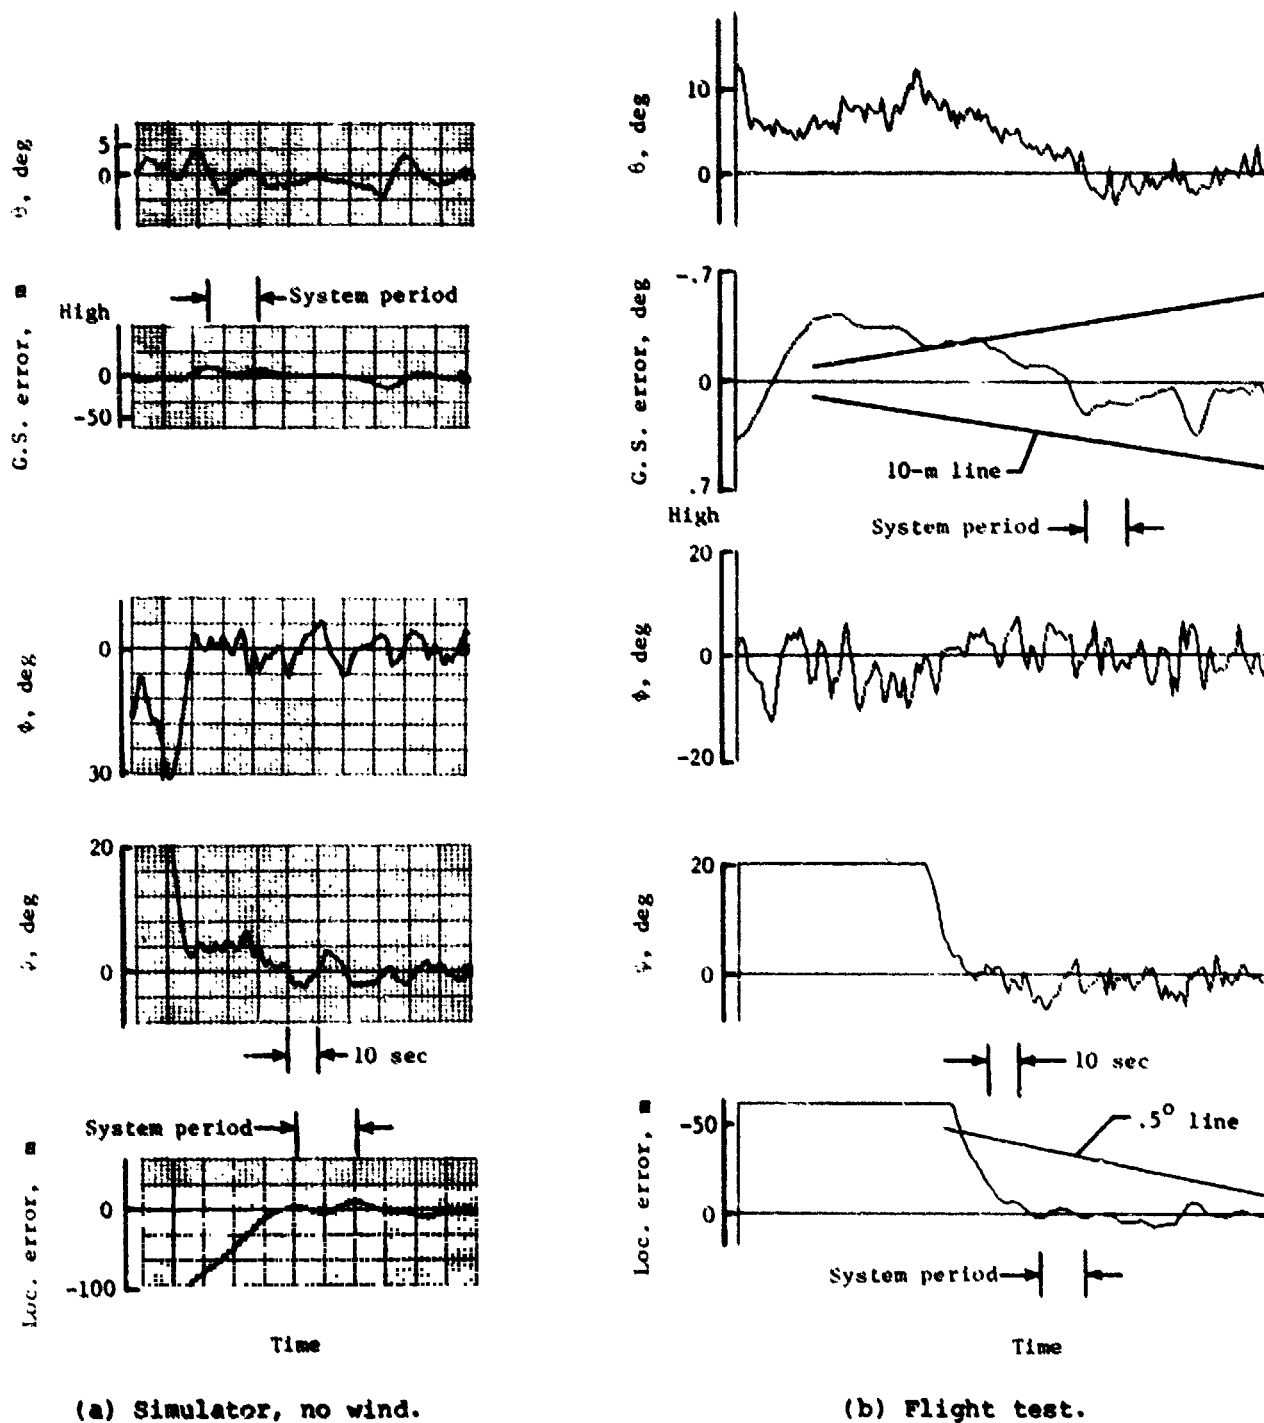 θ, deg
5
0
G.S. error, m
High
0
-50
System period
ϕ, deg
0
30
deg
20
0
10 sec
System period
Loc. error, m
0
-100
Time
(a) Simulator, no wind.
θ, deg
10
0
G.S. error, deg
-.7
0
.7
High
10-m line
System period
ϕ, deg
20
0
-20
deg
20
0
10 sec
Loc. error, m
-50
0
.5° line
System period
Time
(b) Flight test.